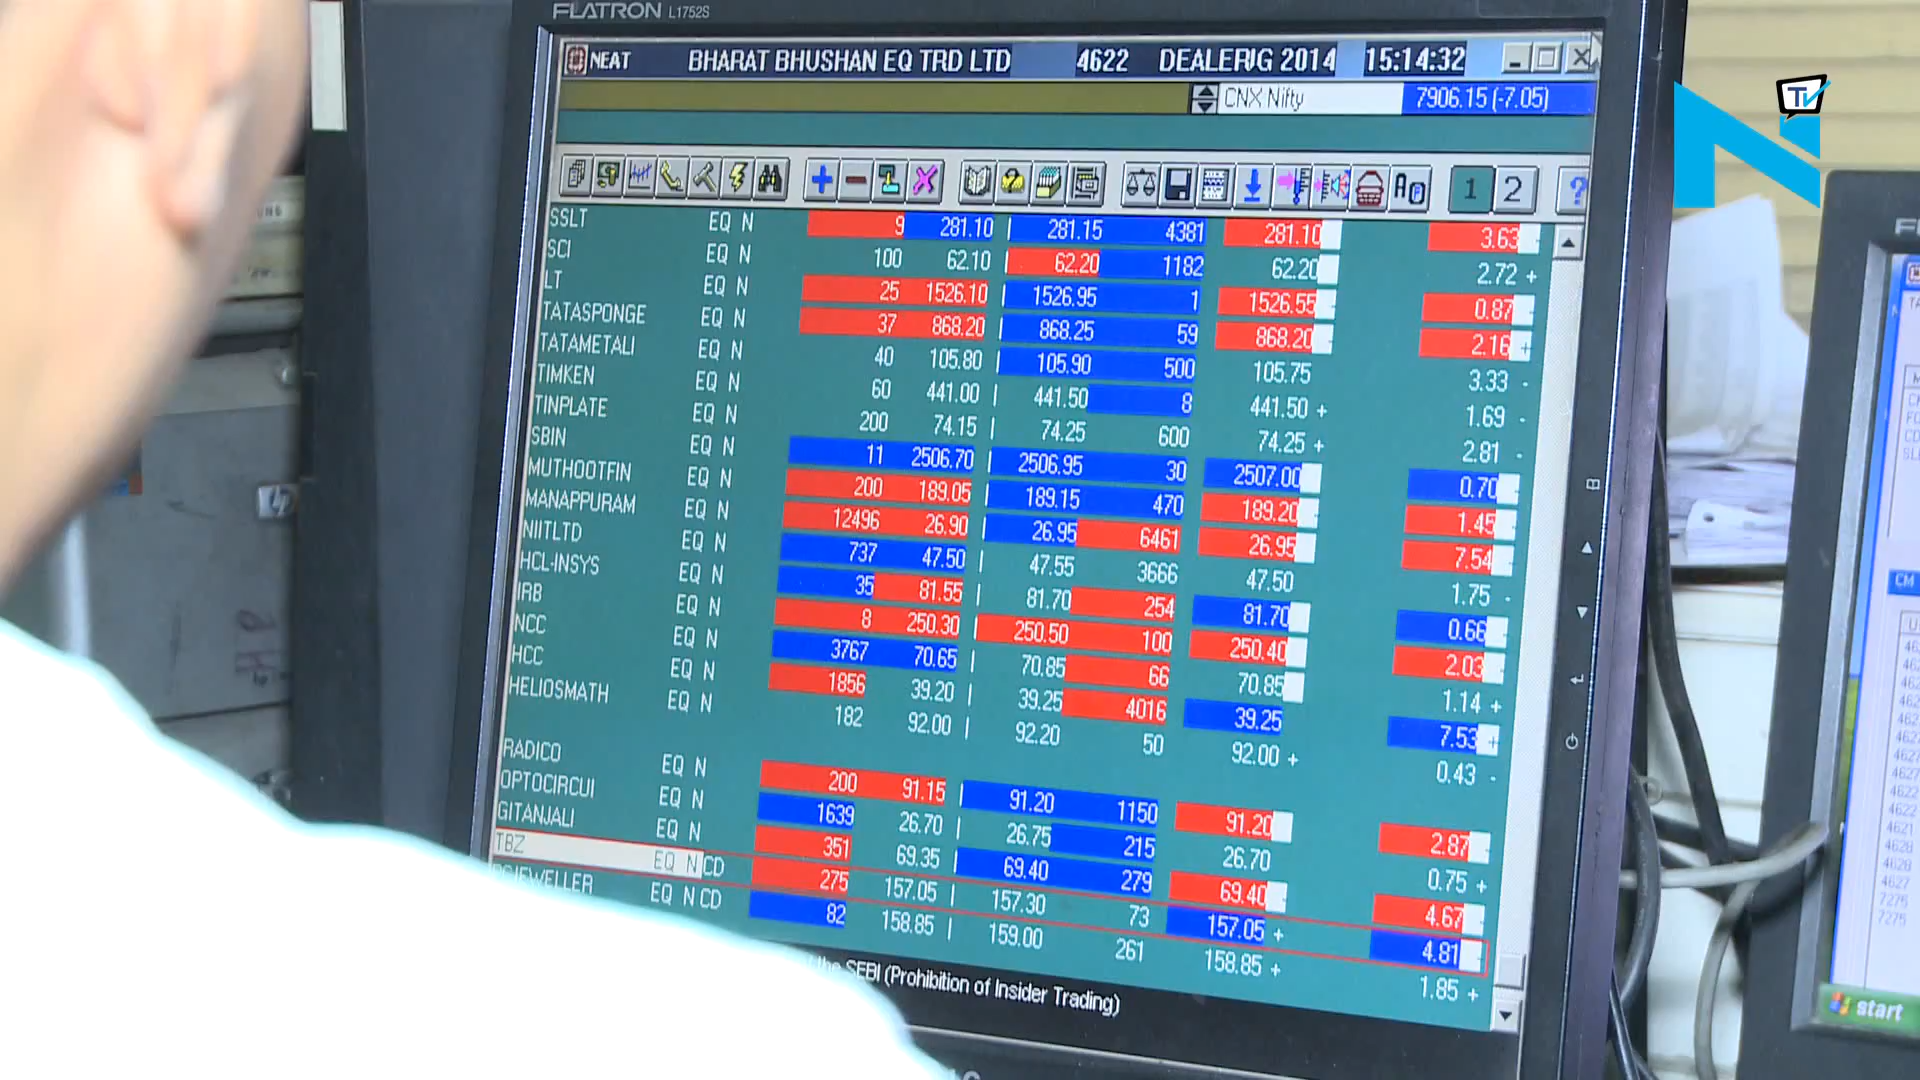 FLATRON L1752S
NEAT BHARAT BHUSHAN EQ TRD LTD 4622 DEALERIG 2014 15:14:32
CNX Nifty 7906.15 (-7.05)
TV
1 2 ?
SSLT EQ N 9 281.10 | 281.15 4381 281.10 3.63 -
SCI EQ N 100 62.10 | 62.20 1182 62.20 2.72 +
LT EQ N 25 1526.10 | 1526.95 1 1526.55 0.87 -
TATASPONGE EQ N 37 868.20 | 868.25 59 868.20 2.16 +
TATAMETALI EQ N 40 105.80 | 105.90 500 105.75 3.33 -
TIMKEN EQ N 60 441.00 | 441.50 8 441.50 + 1.69 -
TINPLATE EQ N 200 74.15 | 74.25 600 74.25 + 2.81 -
SBIN EQ N 11 2506.70 | 2506.95 30 2507.00 0.70 -
MUTHOOTFIN EQ N 200 189.05 | 189.15 470 189.20 1.45 -
MANAPPURAM EQ N 12496 26.90 | 26.95 6461 26.95 7.54 -
NIITLTD EQ N 737 47.50 | 47.55 3666 47.50 1.75 -
HCL-INSYS EQ N 35 81.55 | 81.70 254 81.70 0.66 -
IRB EQ N 8 250.30 | 250.50 100 250.40 2.03 -
NCC EQ N 3767 70.65 | 70.85 66 70.85 1.14 +
HCC EQ N 1856 39.20 | 39.25 4016 39.25 7.53 +
HELIOSMATH EQ N 182 92.00 | 92.20 50 92.00 + 0.43 -
RADICO EQ N 200 91.15 | 91.20 1150 91.20 2.87 -
OPTOCIRCUI EQ N 1639 26.70 | 26.75 215 26.70 0.75 +
GITANJALI EQ N 351 69.35 | 69.40 279 69.40 4.67 -
TBZ EQ N CD 275 157.05 | 157.30 73 157.05 + 4.81 -
PCJEWELLER EQ N CD 82 158.85 | 159.00 261 158.85 + 1.85 +
the SEBI (Prohibition of Insider Trading)
CM
start